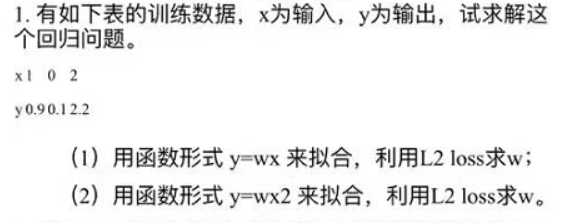 1. 有如下表的训练数据，x为输入，y为输出，试求解这
个回归问题。
x 1 0 2
y 0.9 0.1 2.2
（1）用函数形式 y=wx 来拟合，利用L2 loss求w；
（2）用函数形式 y=wx2 来拟合，利用L2 loss求w。